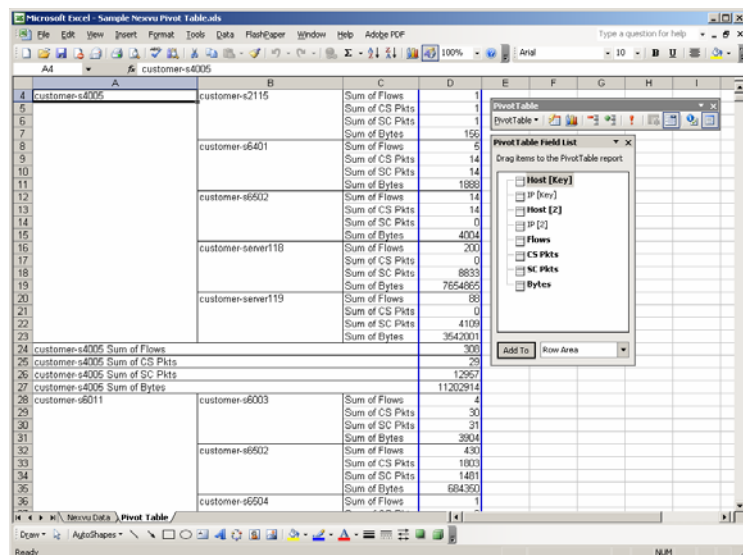 Microsoft Excel - Sample Nexvu Pivot Table.xls
File Edit View Insert Format Tools Data FlashPaper Window Help Adobe PDF Type a question for help
100% Arial 10 B U
A4 fx customer-s4005
A B C D E F G H I
4 customer-s4005 customer-s2115 Sum of Flows 1
5 Sum of CS Pkts 1
6 Sum of SC Pkts 1
7 Sum of Bytes 156
8 customer-s6401 Sum of Flows 5
9 Sum of CS Pkts 14
10 Sum of SC Pkts 14
11 Sum of Bytes 1888
12 customer-s6502 Sum of Flows 14
13 Sum of CS Pkts 14
14 Sum of SC Pkts 0
15 Sum of Bytes 4004
16 customer-server118 Sum of Flows 200
17 Sum of CS Pkts 0
18 Sum of SC Pkts 8833
19 Sum of Bytes 7654865
20 customer-server119 Sum of Flows 88
21 Sum of CS Pkts 0
22 Sum of SC Pkts 4109
23 Sum of Bytes 3542001
24 customer-s4005 Sum of Flows 308
25 customer-s4005 Sum of CS Pkts 29
26 customer-s4005 Sum of SC Pkts 12957
27 customer-s4005 Sum of Bytes 11202914
28 customer-s6011 customer-s6003 Sum of Flows 4
29 Sum of CS Pkts 30
30 Sum of SC Pkts 31
31 Sum of Bytes 3904
32 customer-s6502 Sum of Flows 430
33 Sum of CS Pkts 1803
34 Sum of SC Pkts 1481
35 Sum of Bytes 684350
36 customer-s6504 Sum of Flows 1
PivotTable
PivotTable
PivotTable Field List
Drag items to the PivotTable report
Host [Key]
IP [Key]
Host [2]
IP [2]
Flows
CS Pkts
SC Pkts
Bytes
Add To Row Area
Nexvu Data Pivot Table
Draw AutoShapes
Ready NUM